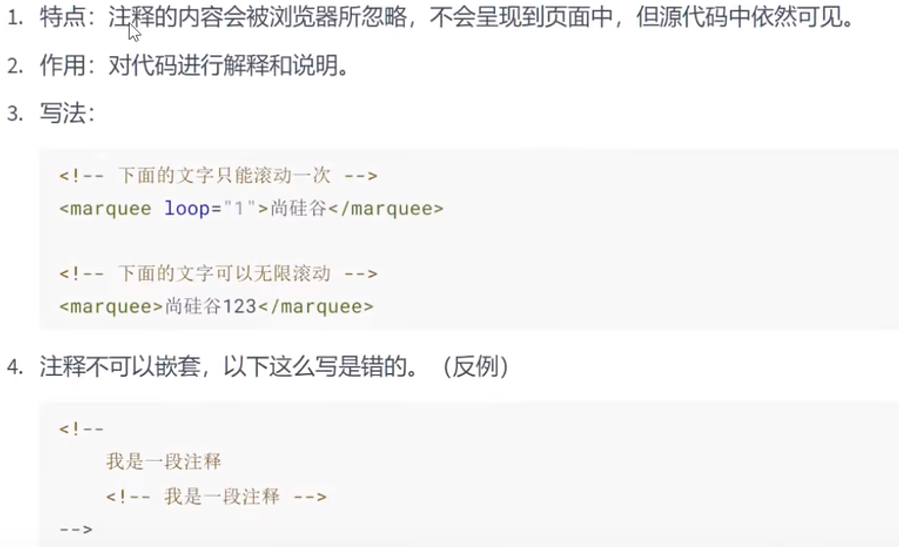 1. 特点：注释的内容会被浏览器所忽略，不会呈现到页面中，但源代码中依然可见。
2. 作用：对代码进行解释和说明。
3. 写法：
<!-- 下面的文字只能滚动一次 -->
<marquee loop="1">尚硅谷</marquee>
<!-- 下面的文字可以无限滚动 -->
<marquee>尚硅谷123</marquee>
4. 注释不可以嵌套，以下这么写是错的。（反例）
<!--
我是一段注释
<!-- 我是一段注释 -->
-->